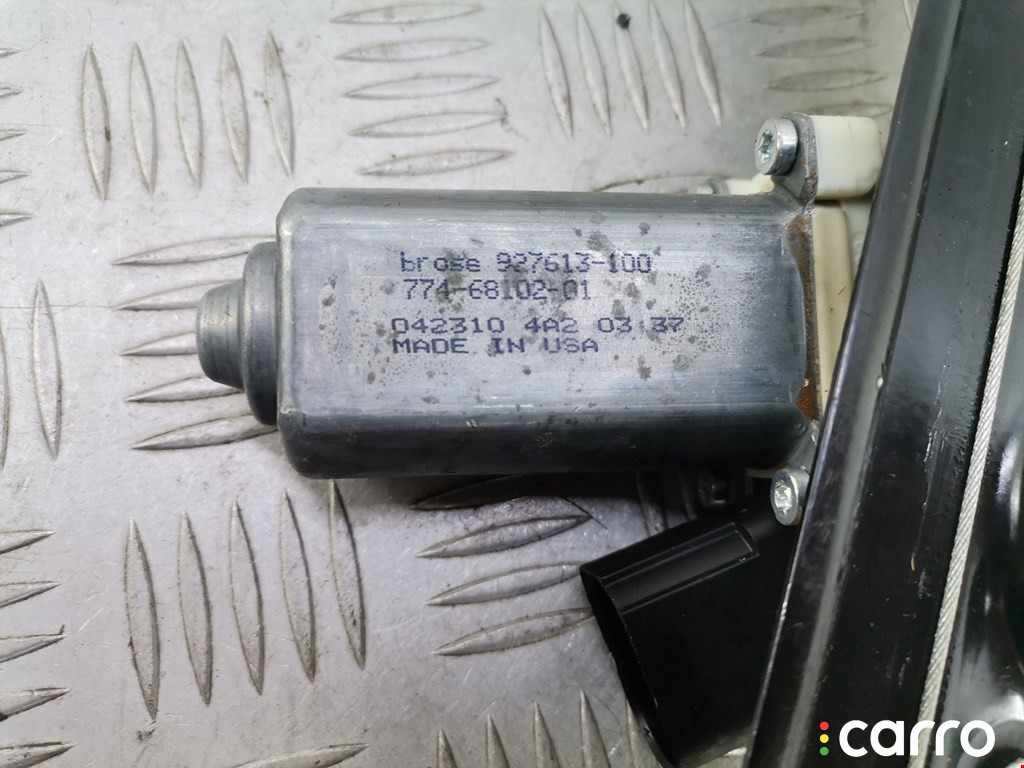 brose 927613-100
774-68102-01
042310 4A2 03 37
MADE IN USA
carro